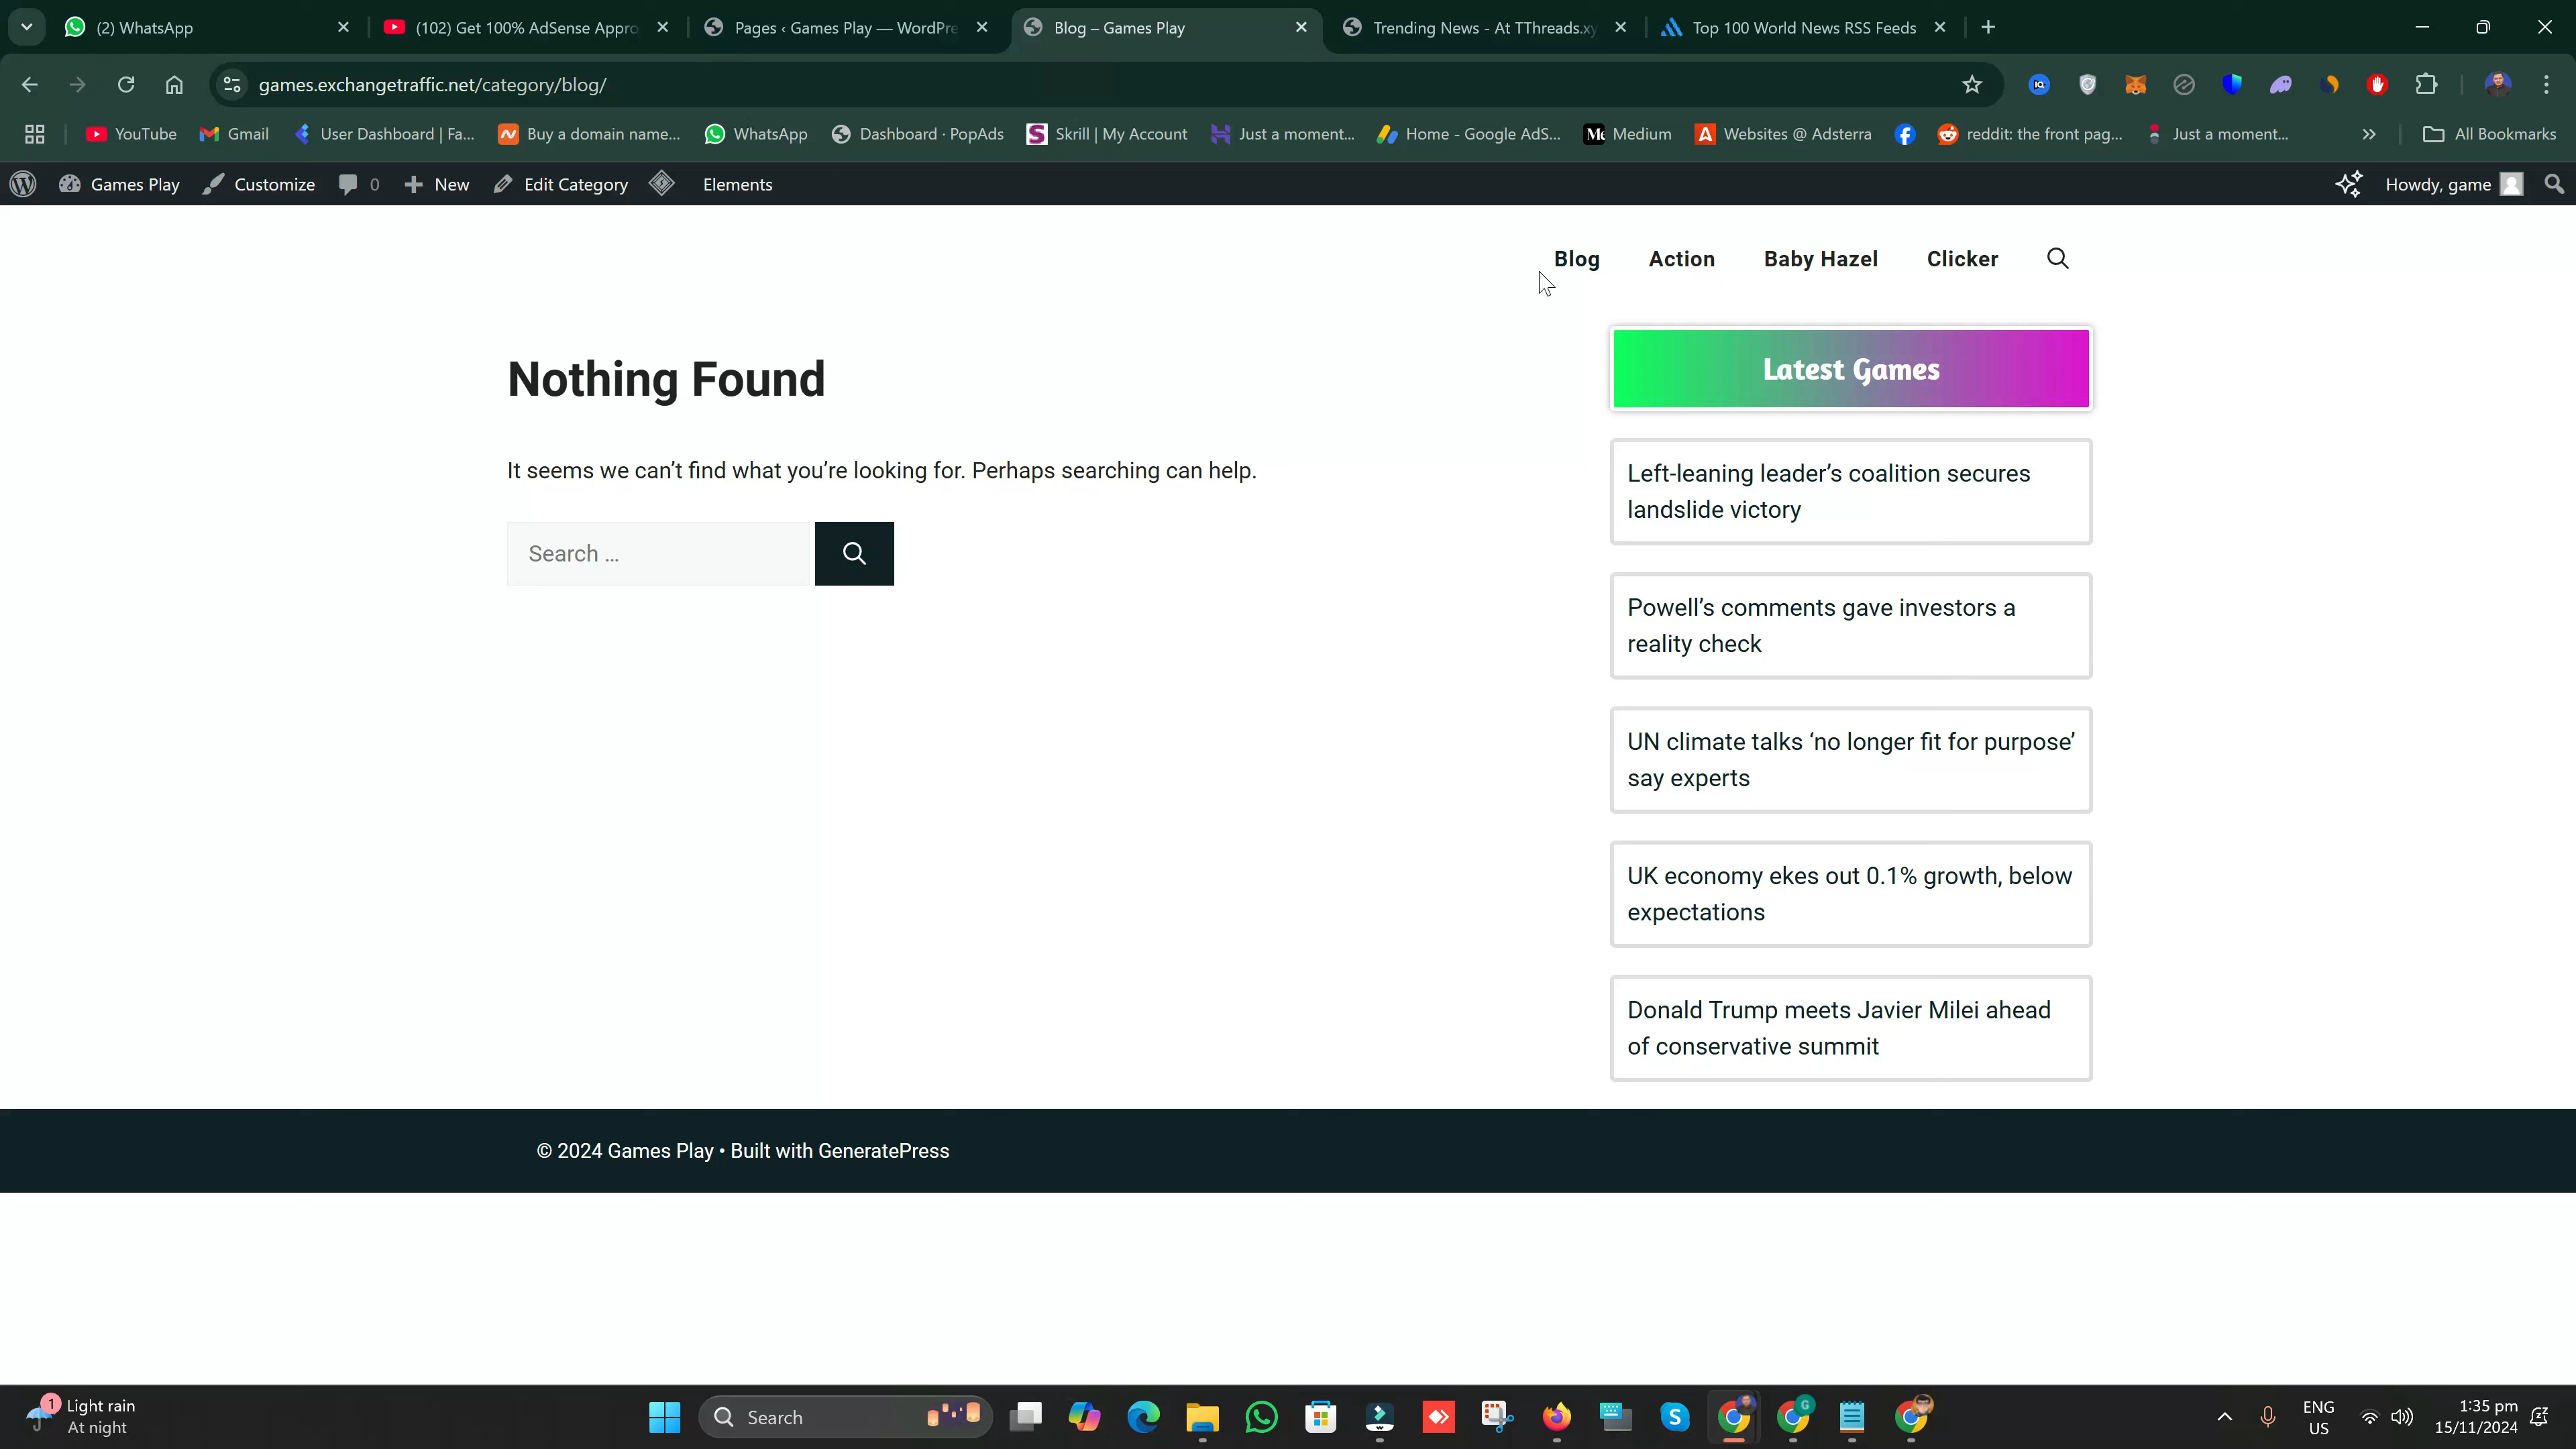 (2) WhatsApp
(102) Get 100% AdSense Appro
Pages ‹ Games Play — WordPre
Blog – Games Play
Trending News - At TThreads.xy
Top 100 World News RSS Feeds
games.exchangetraffic.net/category/blog/
YouTube
Gmail
User Dashboard | Fa...
Buy a domain name...
WhatsApp
Dashboard · PopAds
Skrill | My Account
Just a moment...
Home - Google AdS...
Medium
Websites @ Adsterra
reddit: the front pag...
Just a moment...
All Bookmarks
Games Play
Customize
0
New
Edit Category
Elements
Howdy, game
Blog
Action
Baby Hazel
Clicker
Nothing Found
It seems we can’t find what you’re looking for. Perhaps searching can help.
Search …
Latest Games
Left-leaning leader’s coalition secures
landslide victory
Powell’s comments gave investors a
reality check
UN climate talks ‘no longer fit for purpose’
say experts
UK economy ekes out 0.1% growth, below
expectations
Donald Trump meets Javier Milei ahead
of conservative summit
© 2024 Games Play • Built with GeneratePress
1
Light rain
At night
Search
ENG
US
1:35 pm
15/11/2024